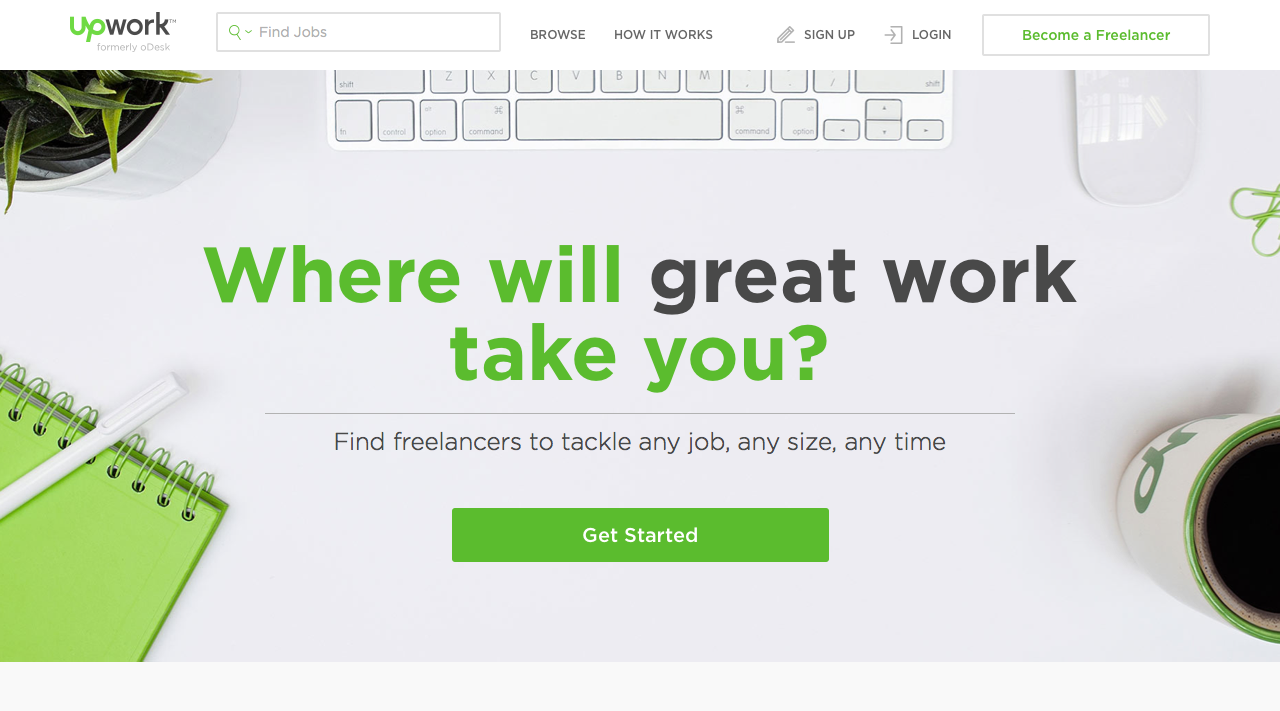 Upwork™
formerly oDesk
Find Jobs
BROWSE
HOW IT WORKS
SIGN UP
LOGIN
Become a Freelancer
shift
Z X C V B N M , . / shift
fn control alt option ⌘ command ⌘ command alt option
Where will great work
take you?
Find freelancers to tackle any job, any size, any time
Get Started